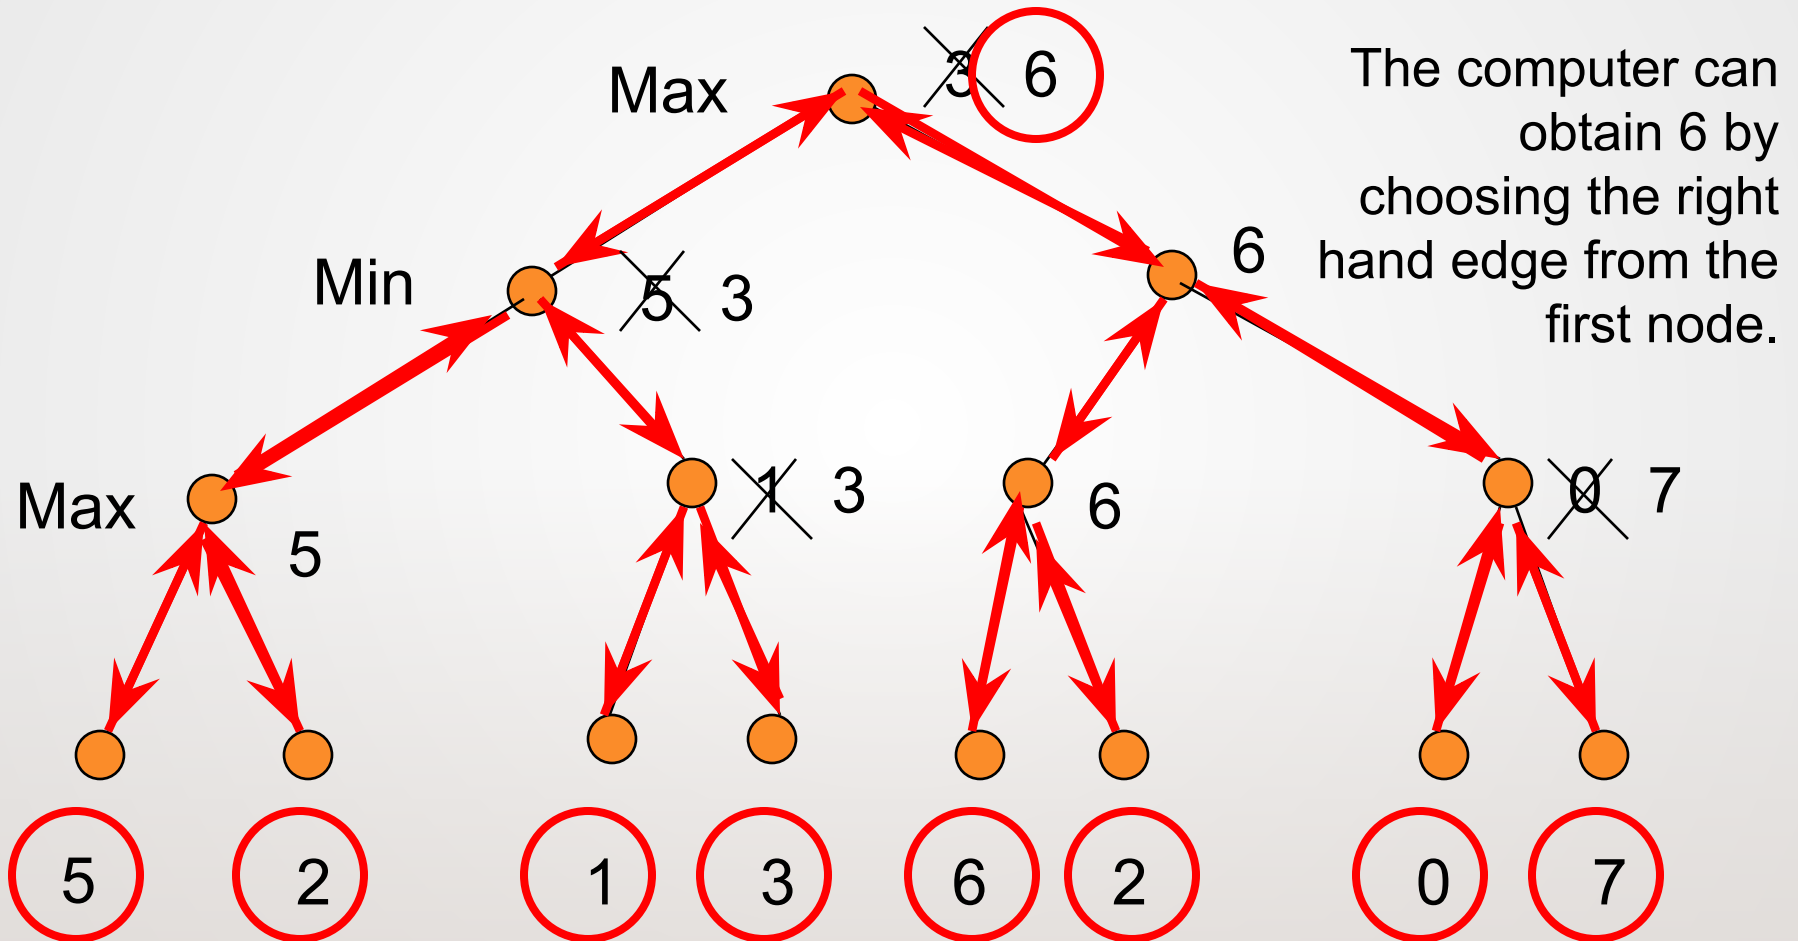 Max
3 6
The computer can
obtain 6 by
choosing the right
hand edge from the
first node.
Min
5 3
6
Max
5
1 3
6
0 7
5 2 1 3 6 2 0 7